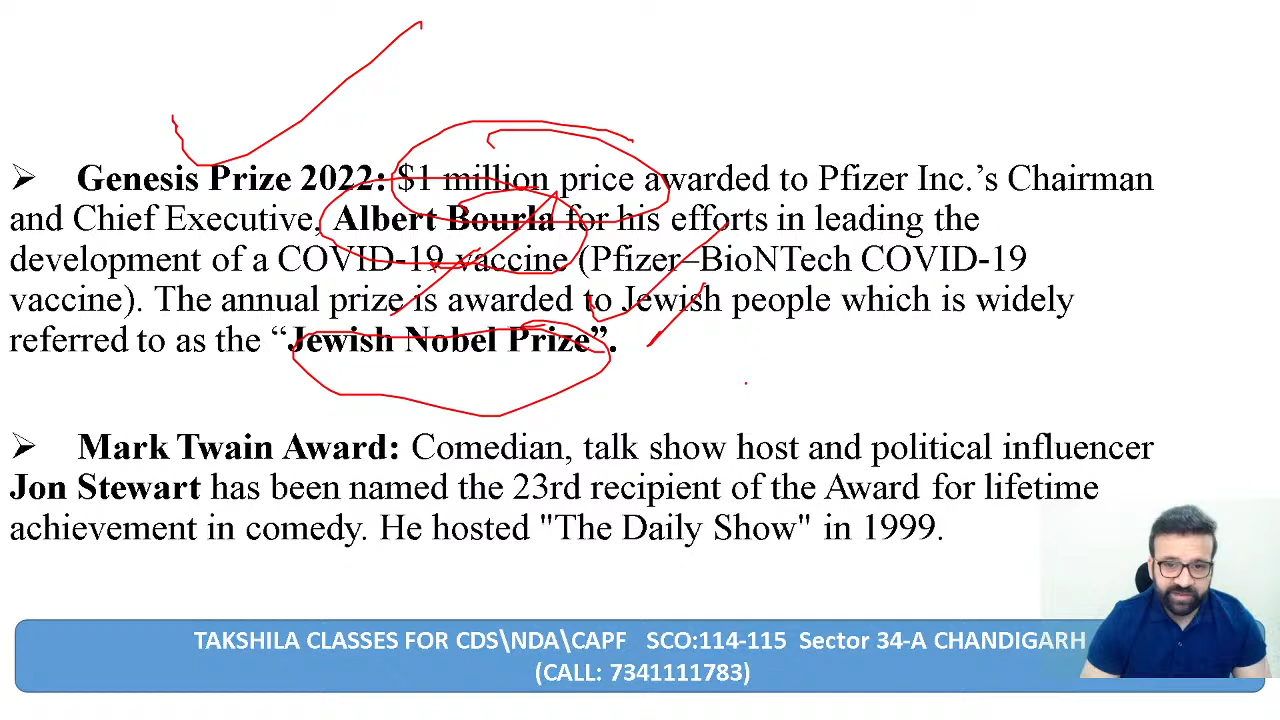 ➢ Genesis Prize 2022: $1 million price awarded to Pfizer Inc.'s Chairman
and Chief Executive, Albert Bourla for his efforts in leading the
development of a COVID-19 vaccine (Pfizer–BioNTech COVID-19
vaccine). The annual prize is awarded to Jewish people which is widely
referred to as the “Jewish Nobel Prize”.
➢ Mark Twain Award: Comedian, talk show host and political influencer
Jon Stewart has been named the 23rd recipient of the Award for lifetime
achievement in comedy. He hosted "The Daily Show" in 1999.
TAKSHILA CLASSES FOR CDS\NDA\CAPF SCO:114-115 Sector 34-A CHANDIGARH
(CALL: 7341111783)